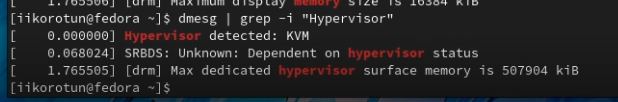 [    1.765506] [drm] Maximum display memory size is 16384 kiB
[iikorotun@fedora ~]$ dmesg | grep -i "Hypervisor"
[    0.000000] Hypervisor detected: KVM
[    0.068024] SRBDS: Unknown: Dependent on hypervisor status
[    1.765505] [drm] Max dedicated hypervisor surface memory is 507904 kiB
[iikorotun@fedora ~]$